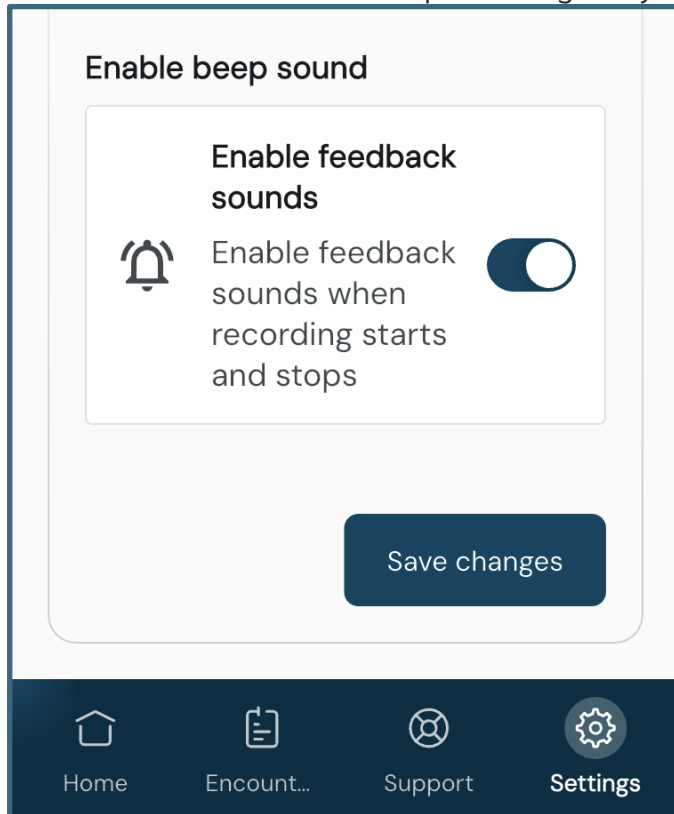 Enable beep sound
Enable feedback
sounds
Enable feedback
sounds when
recording starts
and stops
Save changes
Home
Encount...
Support
Settings